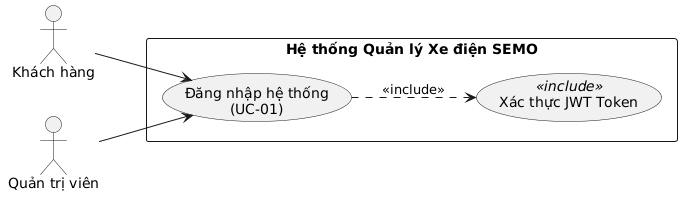 Hệ thống Quản lý Xe điện SEMO
Khách hàng
Đăng nhập hệ thống
(UC-01)
«include»
«include»
Xác thực JWT Token
Quản trị viên